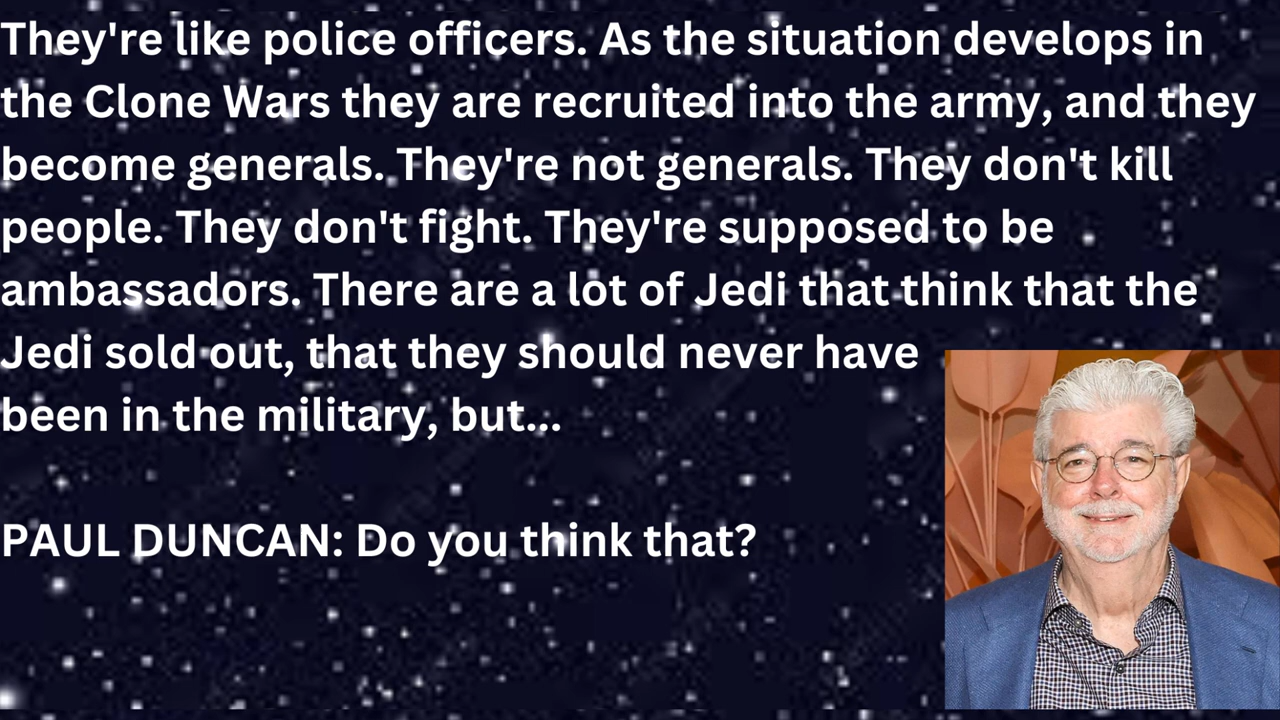 They're like police officers. As the situation develops in
the Clone Wars they are recruited into the army, and they
become generals. They're not generals. They don't kill
people. They don't fight. They're supposed to be
ambassadors. There are a lot of Jedi that think that the
Jedi sold out, that they should never have
been in the military, but...
PAUL DUNCAN: Do you think that?